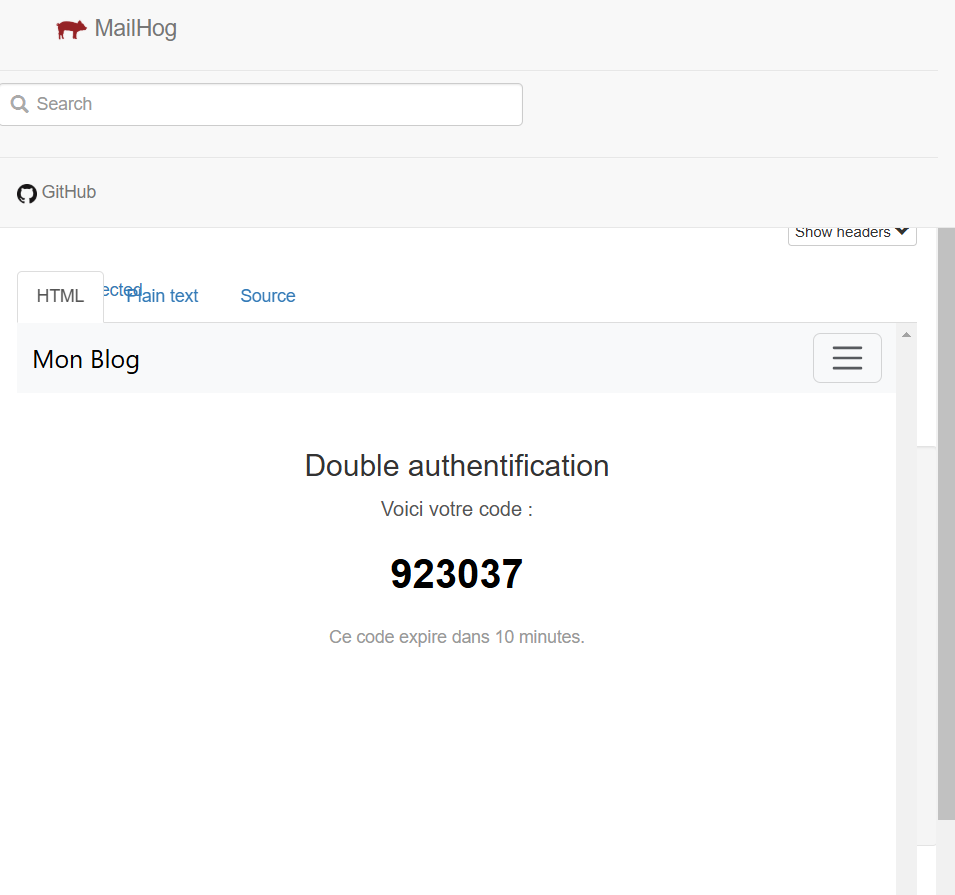 MailHog
Search
GitHub
Show headers
HTML
Plain text
Source
Mon Blog
Double authentification
Voici votre code :
923037
Ce code expire dans 10 minutes.